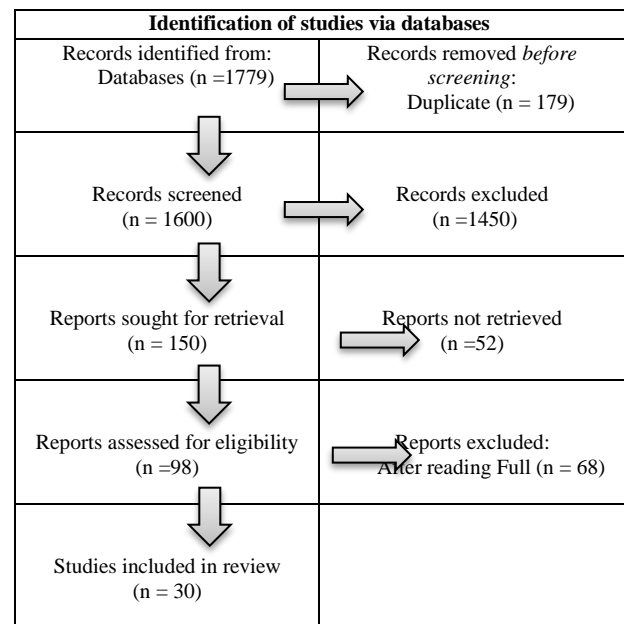 Identification of studies via databases
Records identified from:
Databases (n =1779)
Records removed before
screening:
Duplicate (n = 179)
Records screened
(n = 1600)
Records excluded
(n =1450)
Reports sought for retrieval
(n = 150)
Reports not retrieved
(n =52)
Reports assessed for eligibility
(n =98)
Reports excluded:
After reading Full (n = 68)
Studies included in review
(n = 30)